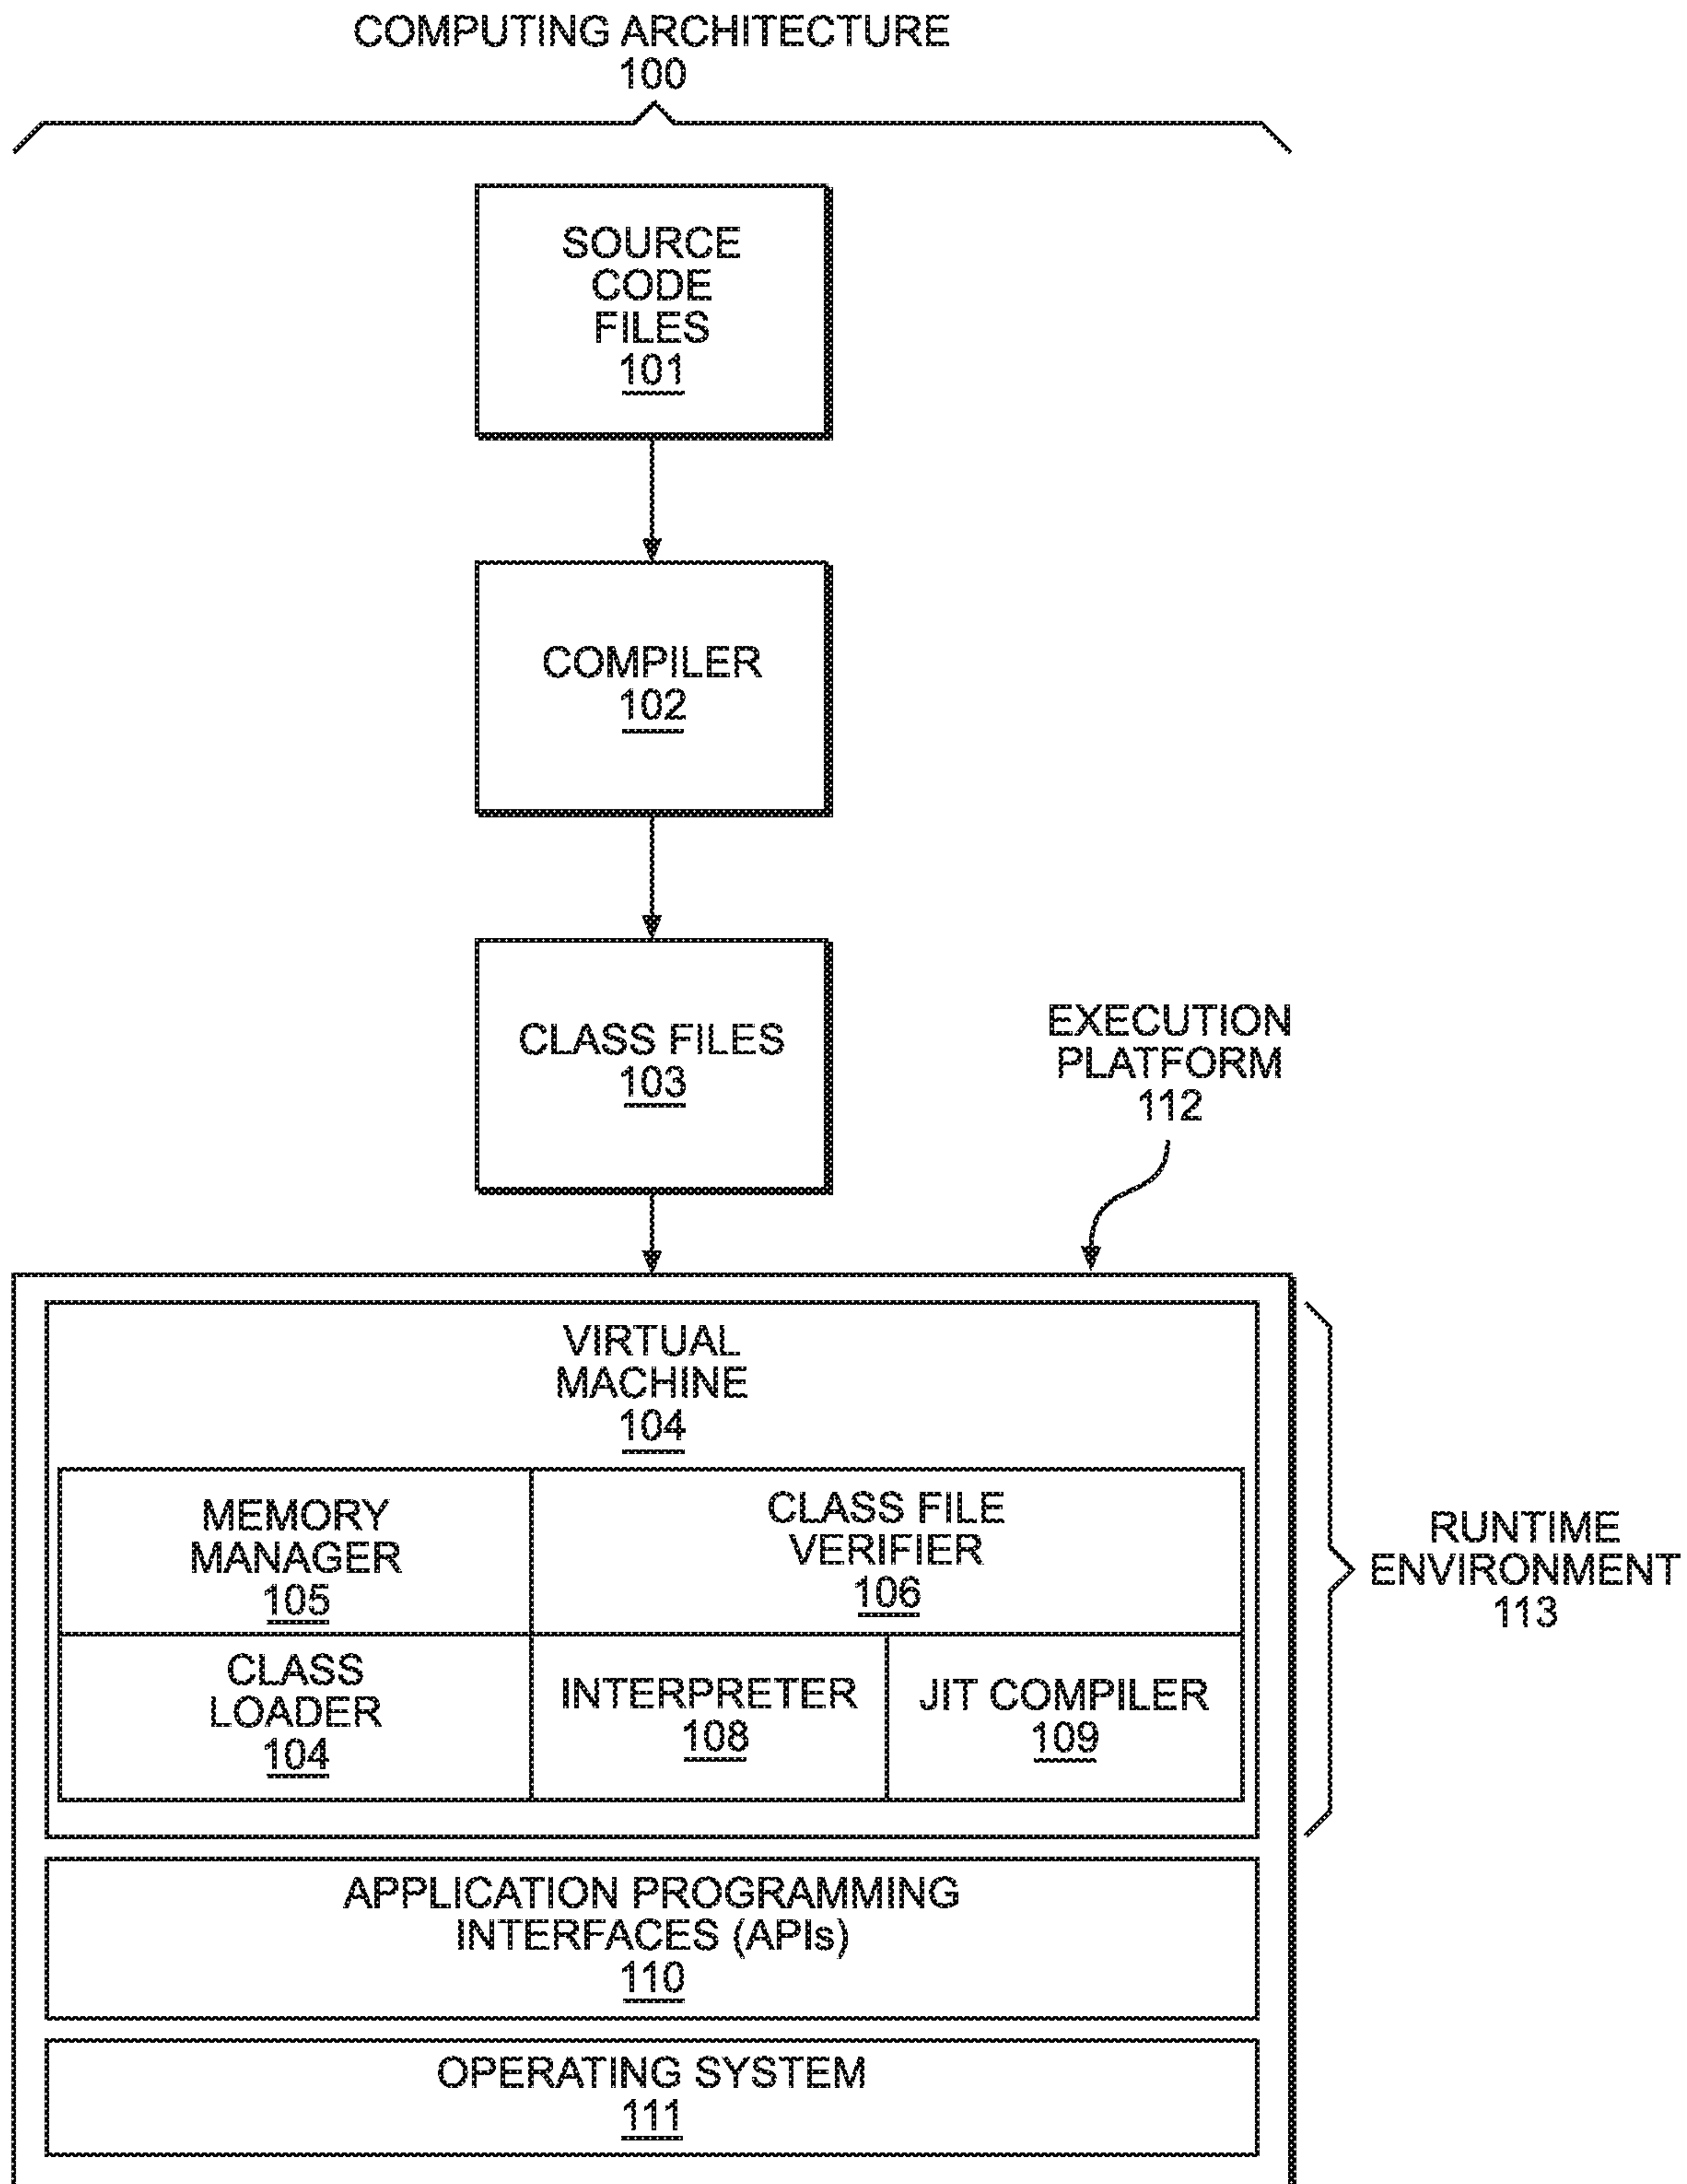 COMPUTING ARCHITECTURE
100
SOURCE
CODE
FILES
101
COMPILER
102
CLASS FILES
103
EXECUTION
PLATFORM
112
VIRTUAL
MACHINE
104
MEMORY
MANAGER
105
CLASS FILE
VERIFIER
106
CLASS
LOADER
104
INTERPRETER
108
JIT COMPILER
109
RUNTIME
ENVIRONMENT
113
APPLICATION PROGRAMMING
INTERFACES (APIs)
110
OPERATING SYSTEM
111